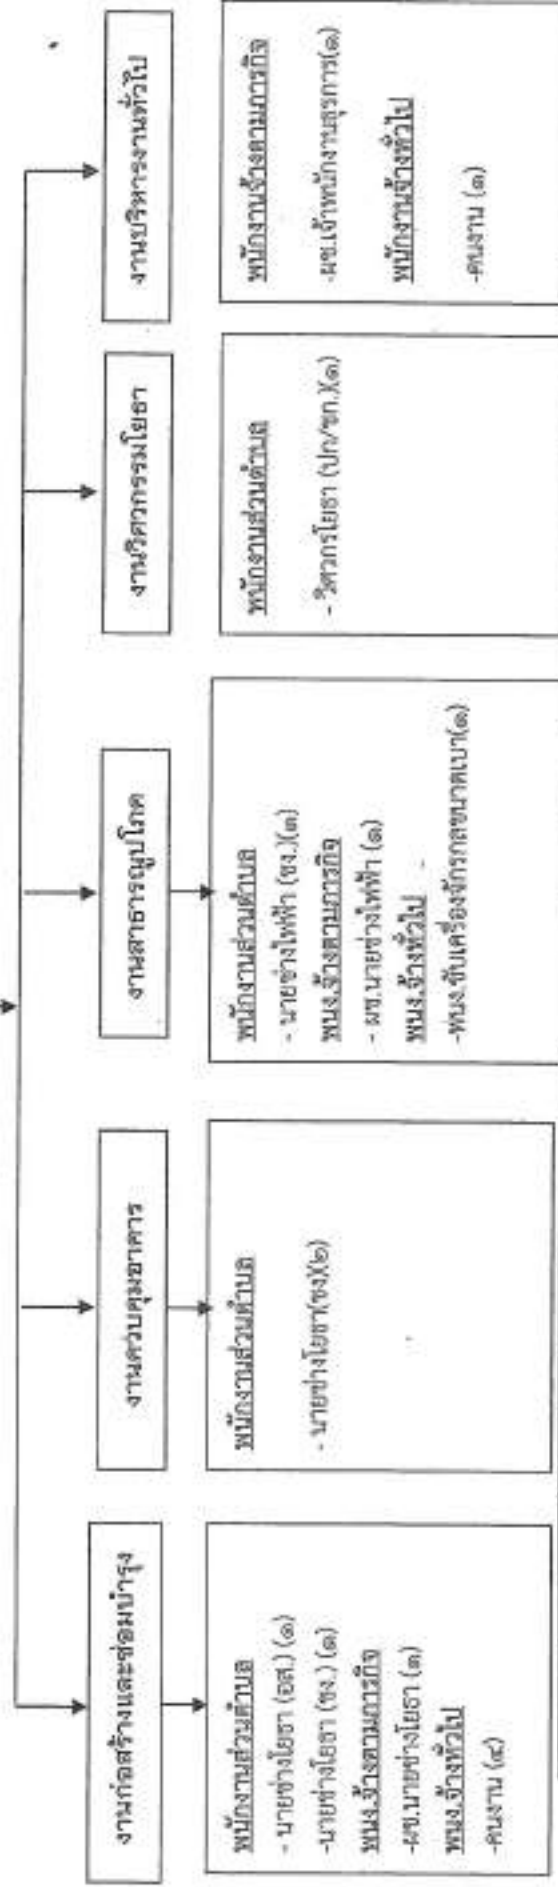 งานก่อสร้างและซ่อมบำรุง
พนักงานส่วนตำบล
- นายช่างโยธา (อส.) (๑)
-นายช่างโยธา (ชง.) (๑)
พนง.จ้างตามภารกิจ
-ผช.นายช่างโยธา (๑)
พนง.จ้างทั่วไป
-คนงาน (๔)
งานควบคุมอาคาร
พนักงานส่วนตำบล
- นายช่างโยธา(ชง)(๒)
งานสาธารณูปโภค
พนักงานส่วนตำบล
- นายช่างไฟฟ้า (ชง.)(๑)
พนง.จ้างตามภารกิจ
- ผช.นายช่างไฟฟ้า (๑)
พนง.จ้างทั่วไป
-พนง.ขับเครื่องจักรกลขนาดเบา(๑)
งานวิศวกรรมโยธา
พนักงานส่วนตำบล
- วิศวกรโยธา (ปก/ชก.)(๑)
งานบริหารงานทั่วไป
พนักงานจ้างตามภารกิจ
-ผช.เจ้าพนักงานธุรการ(๑)
พนักงานจ้างทั่วไป
-คนงาน (๑)